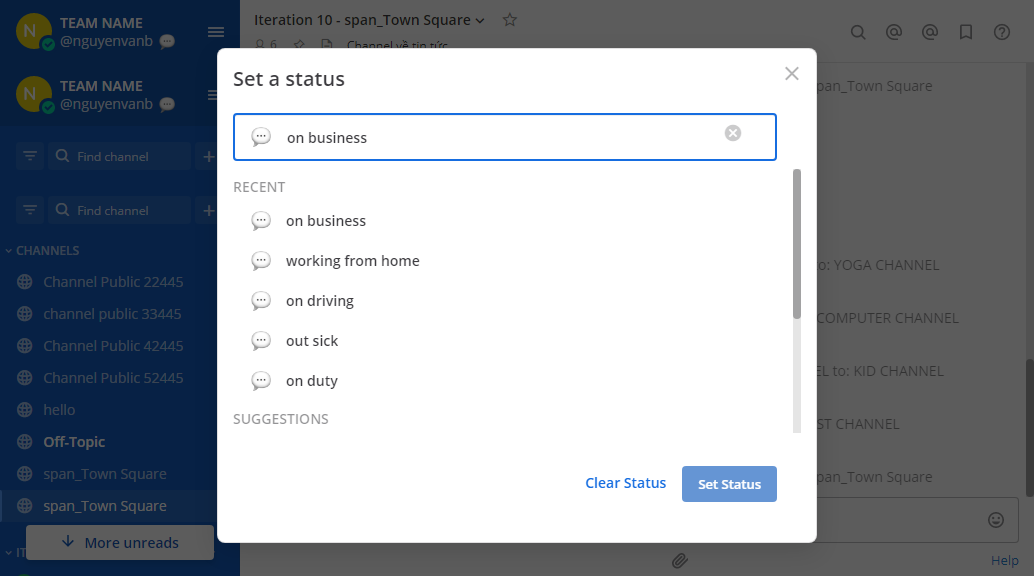 TEAM NAME
@nguyenvanb
TEAM NAME
@nguyenvanb
Find channel
Find channel
CHANNELS
Channel Public 22445
channel public 33445
Channel Public 42445
Channel Public 52445
hello
Off-Topic
span_Town Square
span_Town Square
More unreads
IT
Iteration 10 - span_Town Square
6
Channel về tin tức
Set a status
on business
RECENT
on business
working from home
on driving
out sick
on duty
SUGGESTIONS
Clear Status
Set Status
pan_Town Square
o: YOGA CHANNEL
COMPUTER CHANNEL
EL to: KID CHANNEL
ST CHANNEL
pan_Town Square
Help